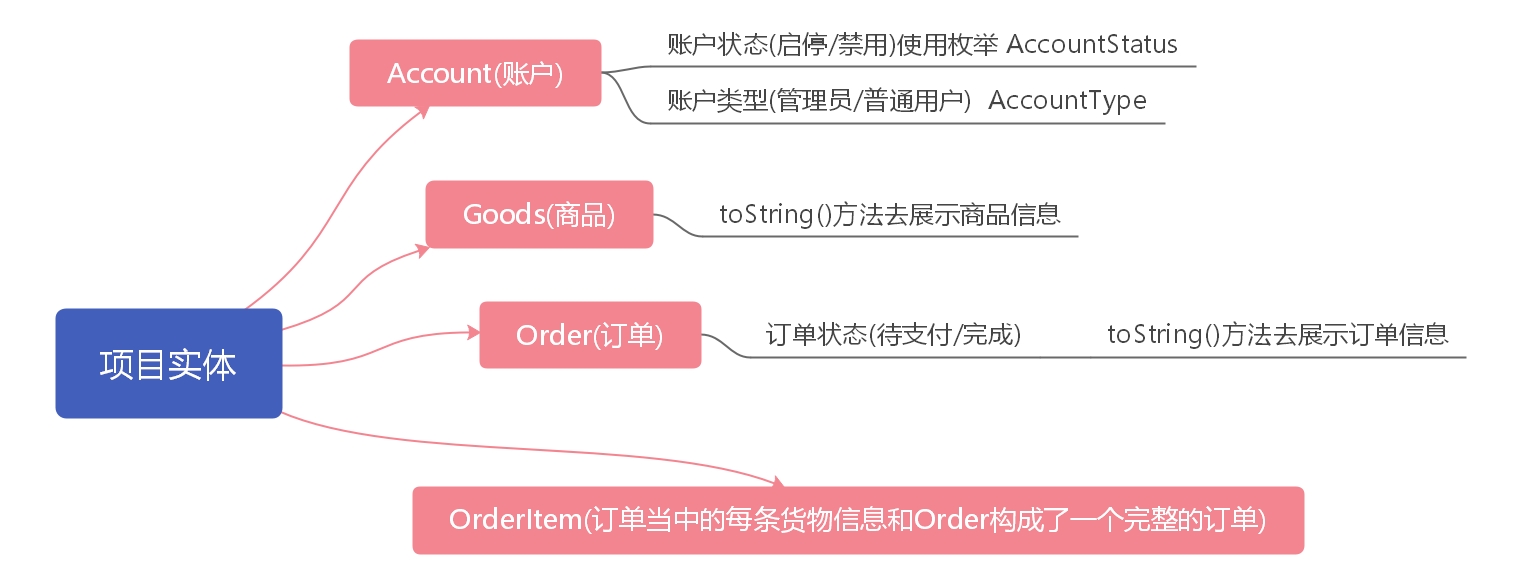 账户状态(启停/禁用)使用枚举 AccountStatus
Account(账户)
账户类型(管理员/普通用户) AccountType
Goods(商品)
toString()方法去展示商品信息
Order(订单)
订单状态(待支付/完成)
toString()方法去展示订单信息
项目实体
OrderItem(订单当中的每条货物信息和Order构成了一个完整的订单)